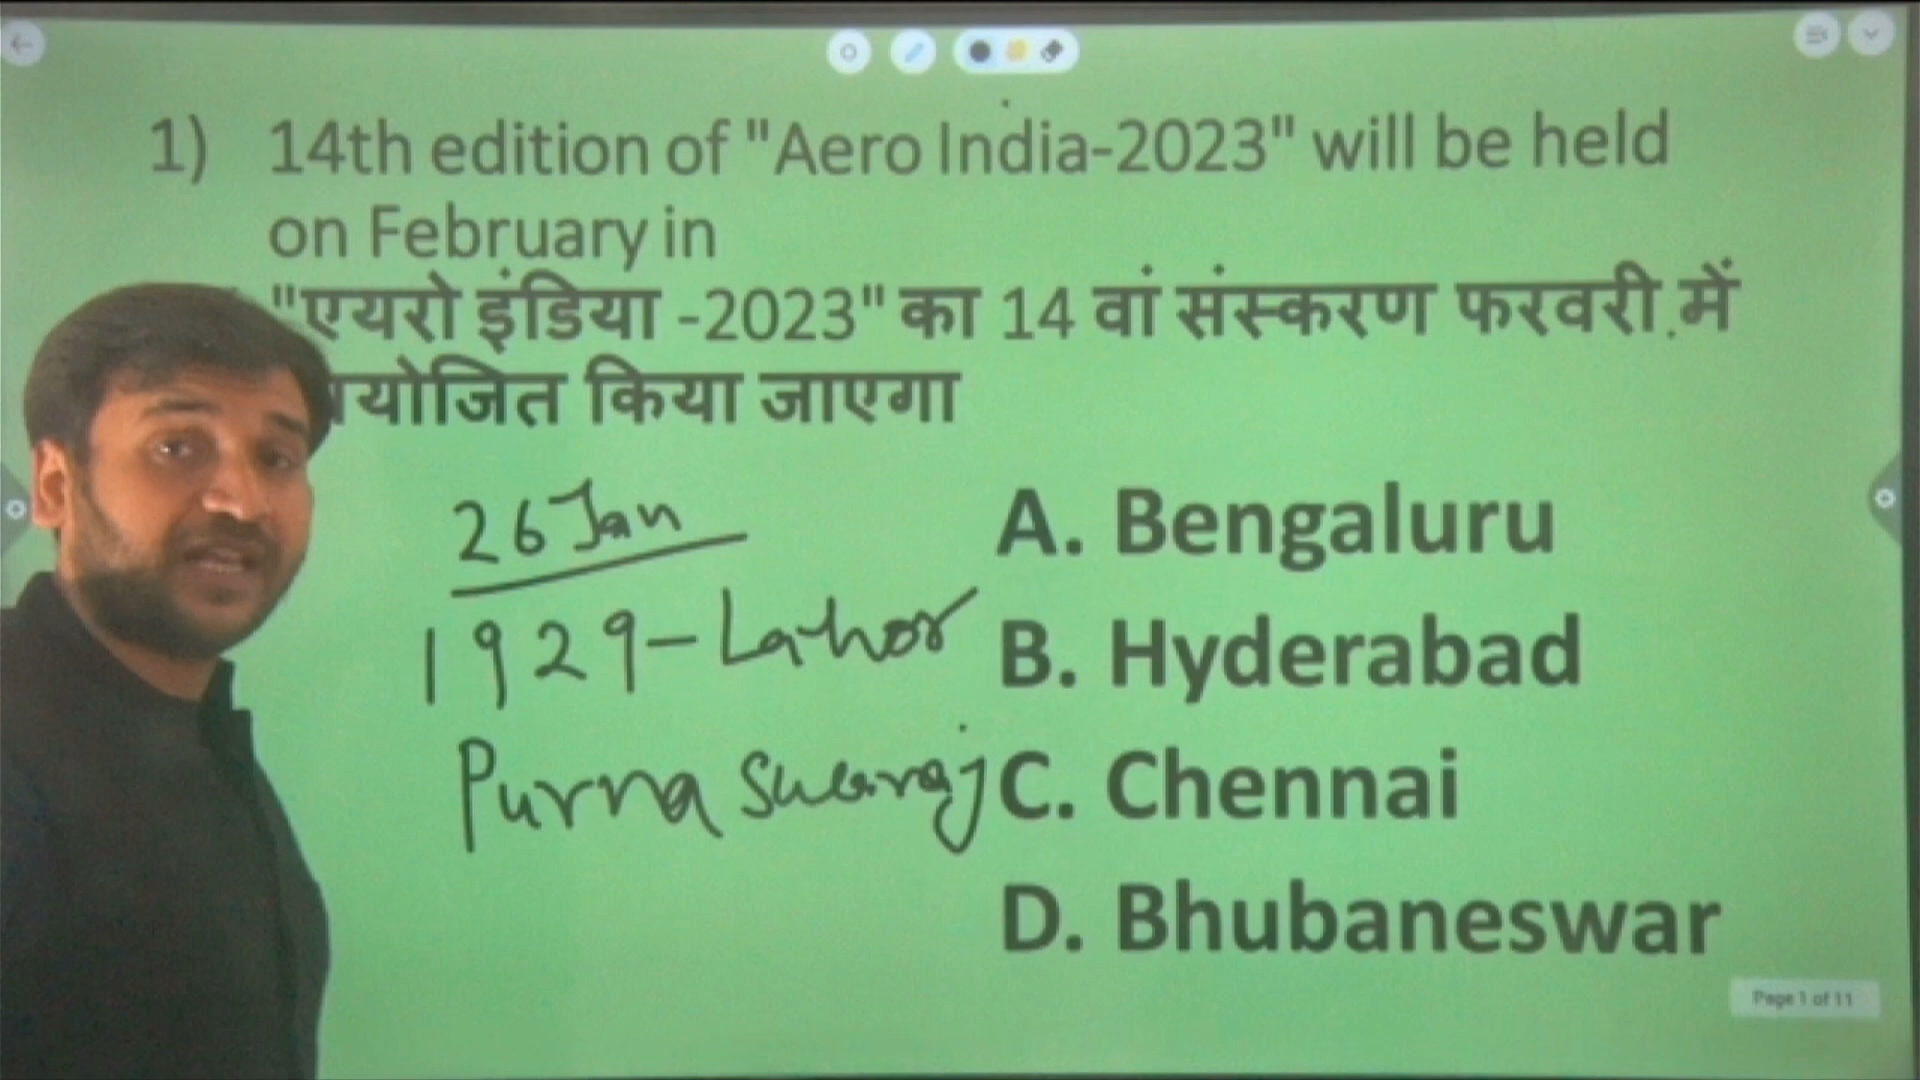 1) 14th edition of "Aero India-2023" will be held
on February in
"एयरो इंडिया -2023" का 14 वां संस्करण फरवरी में
योजित किया जाएगा
26 Jan
1929-Lahor
Purna Swaraj
A. Bengaluru
B. Hyderabad
C. Chennai
D. Bhubaneswar
Page 1 of 11